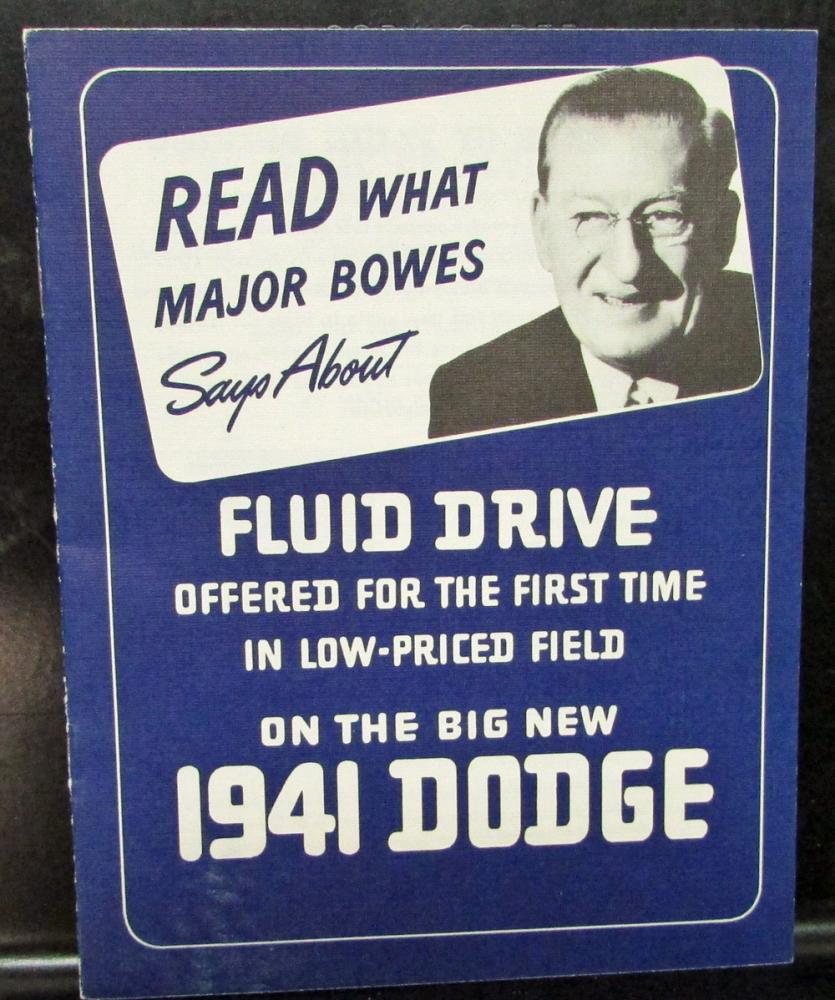 READ WHAT
MAJOR BOWES
Says About
FLUID DRIVE
OFFERED FOR THE FIRST TIME
IN LOW-PRICED FIELD
ON THE BIG NEW
1941 DODGE